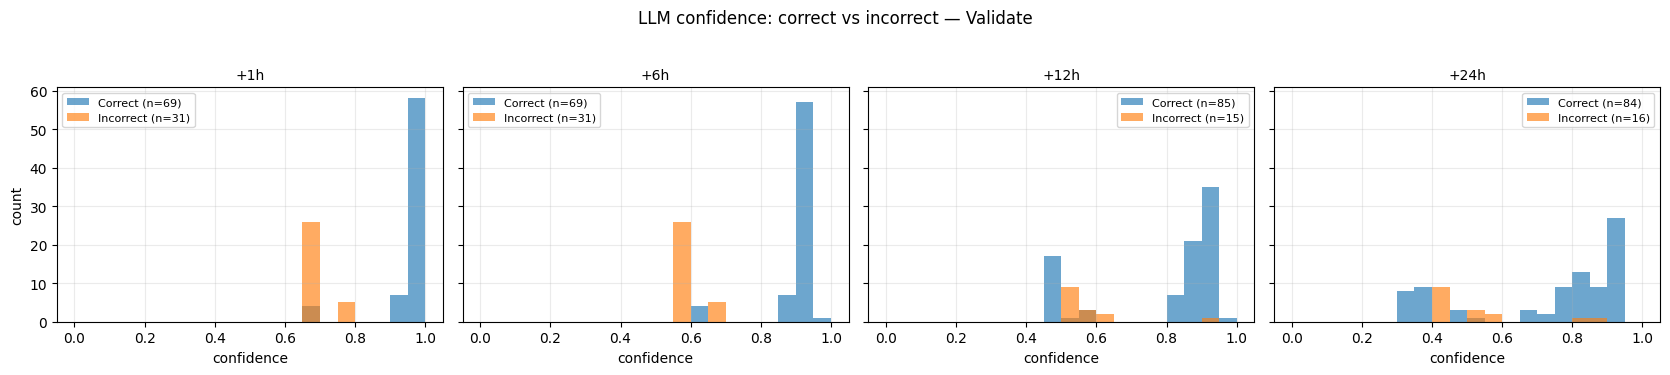 LLM confidence: correct vs incorrect — Validate
+1h
+6h
+12h
+24h
Correct (n=69)
Incorrect (n=31)
Correct (n=69)
Incorrect (n=31)
Correct (n=85)
Incorrect (n=15)
Correct (n=84)
Incorrect (n=16)
count
60
50
40
30
20
10
0
0.0 0.2 0.4 0.6 0.8 1.0
0.0 0.2 0.4 0.6 0.8 1.0
0.0 0.2 0.4 0.6 0.8 1.0
0.0 0.2 0.4 0.6 0.8 1.0
confidence
confidence
confidence
confidence